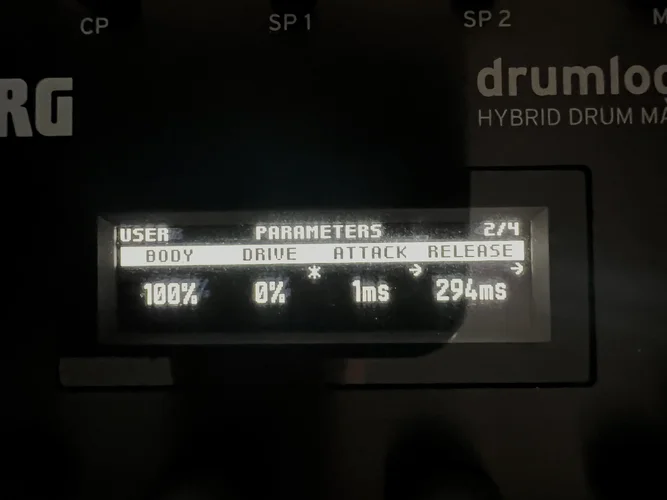 CP SP 1 SP 2 M
RG drumlog
HYBRID DRUM MA
USER PARAMETERS 2/4
BODY DRIVE ATTACK RELEASE
100% 0% * 1ms → 294ms →